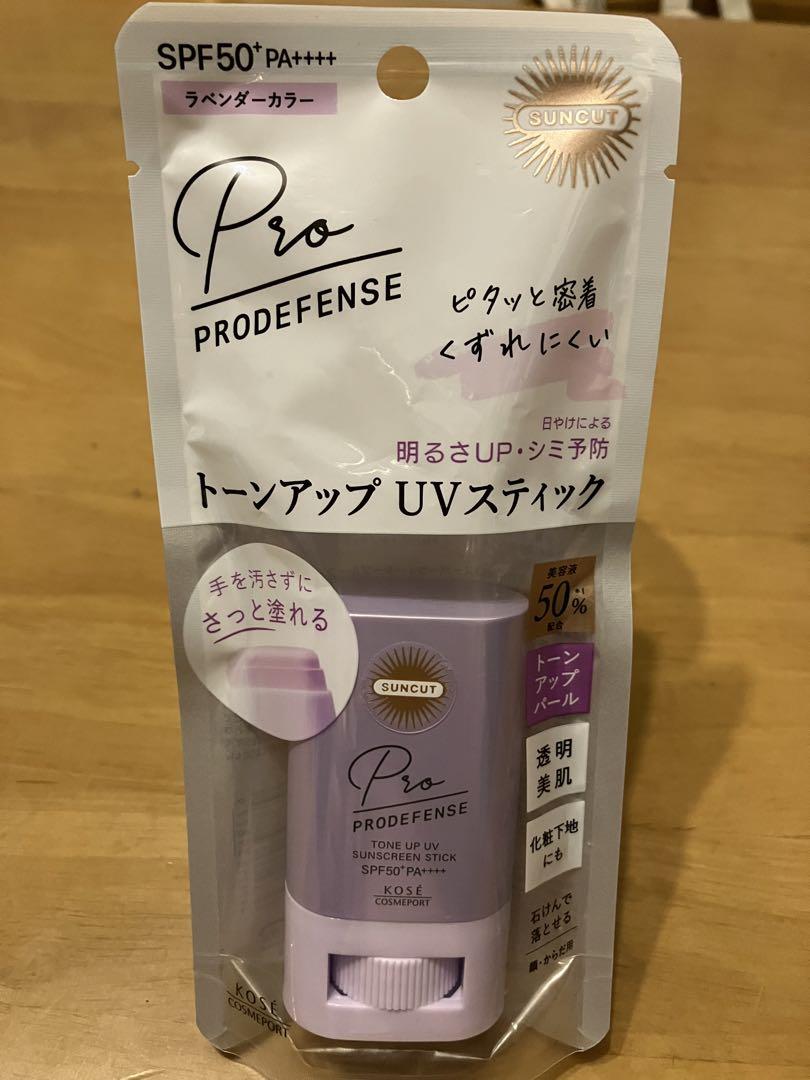 SPF50+ PA++++
ラベンダーカラー
SUNCUT
Pro
PRODEFENSE
ピタッと密着
くずれにくい
日やけによる
明るさUP・シミ予防
トーンアップ UVスティック
手を汚さずに
さっと塗れる
美容液
50%
配合
トーン
アップ
パール
透明
美肌
化粧下地
にも
石けんで
落とせる
顔・からだ用
SUNCUT
Pro
PRODEFENSE
TONE UP UV
SUNSCREEN STICK
SPF50+PA++++
KOSÉ
COSMEPORT
KOSÉ
COSMEPORT